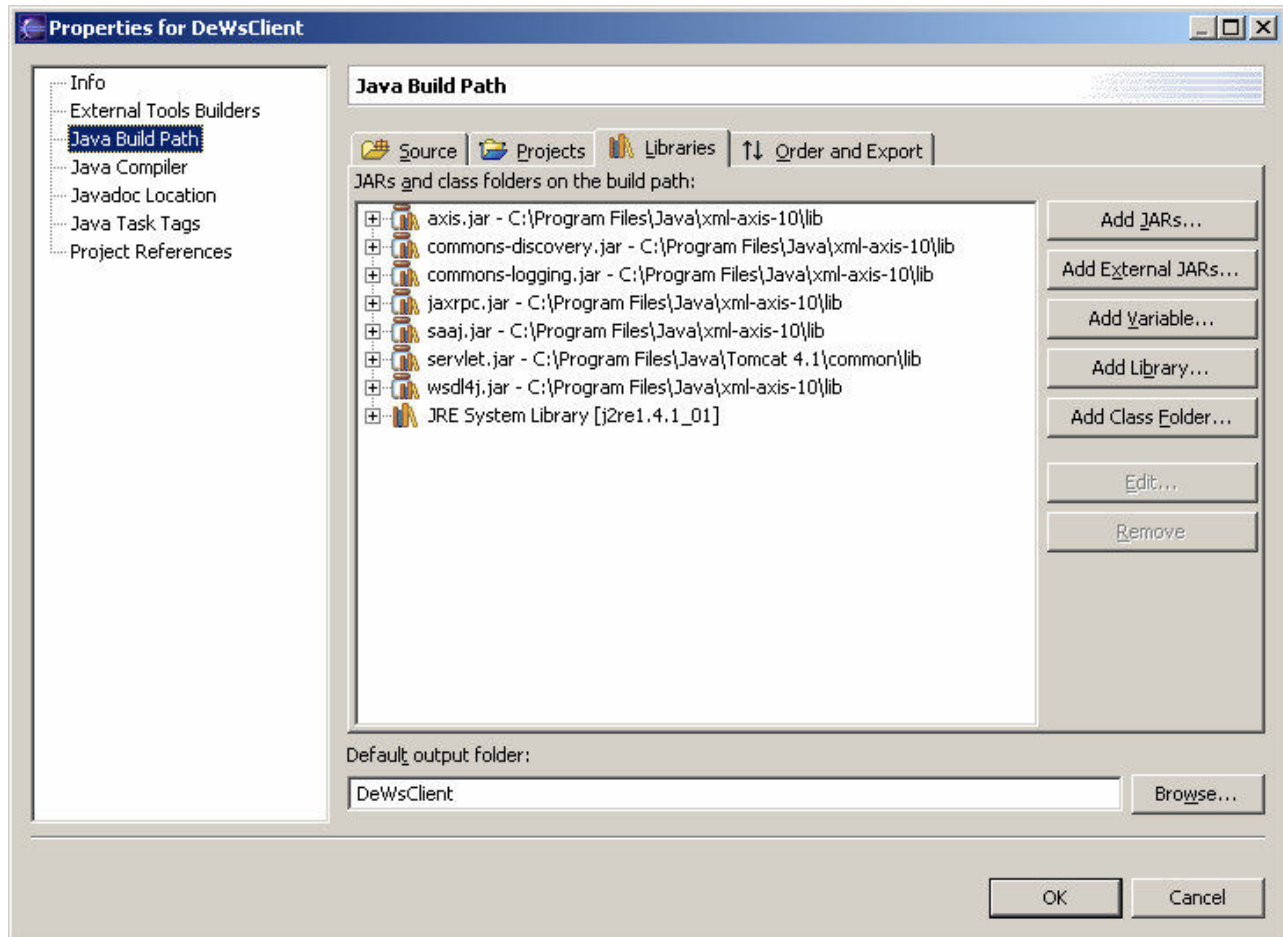 Properties for DeWsClient
Info
External Tools Builders
Java Build Path
Java Compiler
Javadoc Location
Java Task Tags
Project References
Java Build Path
Source Projects Libraries Order and Export
JARs and class folders on the build path:
axis.jar - C:\Program Files\Java\xml-axis-10\lib
commons-discovery.jar - C:\Program Files\Java\xml-axis-10\lib
commons-logging.jar - C:\Program Files\Java\xml-axis-10\lib
jaxrpc.jar - C:\Program Files\Java\xml-axis-10\lib
saaj.jar - C:\Program Files\Java\xml-axis-10\lib
servlet.jar - C:\Program Files\Java\Tomcat 4.1\common\lib
wsdl4j.jar - C:\Program Files\Java\xml-axis-10\lib
JRE System Library [j2re1.4.1_01]
Add JARs...
Add External JARs...
Add Variable...
Add Library...
Add Class Folder...
Edit...
Remove
Default output folder:
DeWsClient
Browse...
OK Cancel